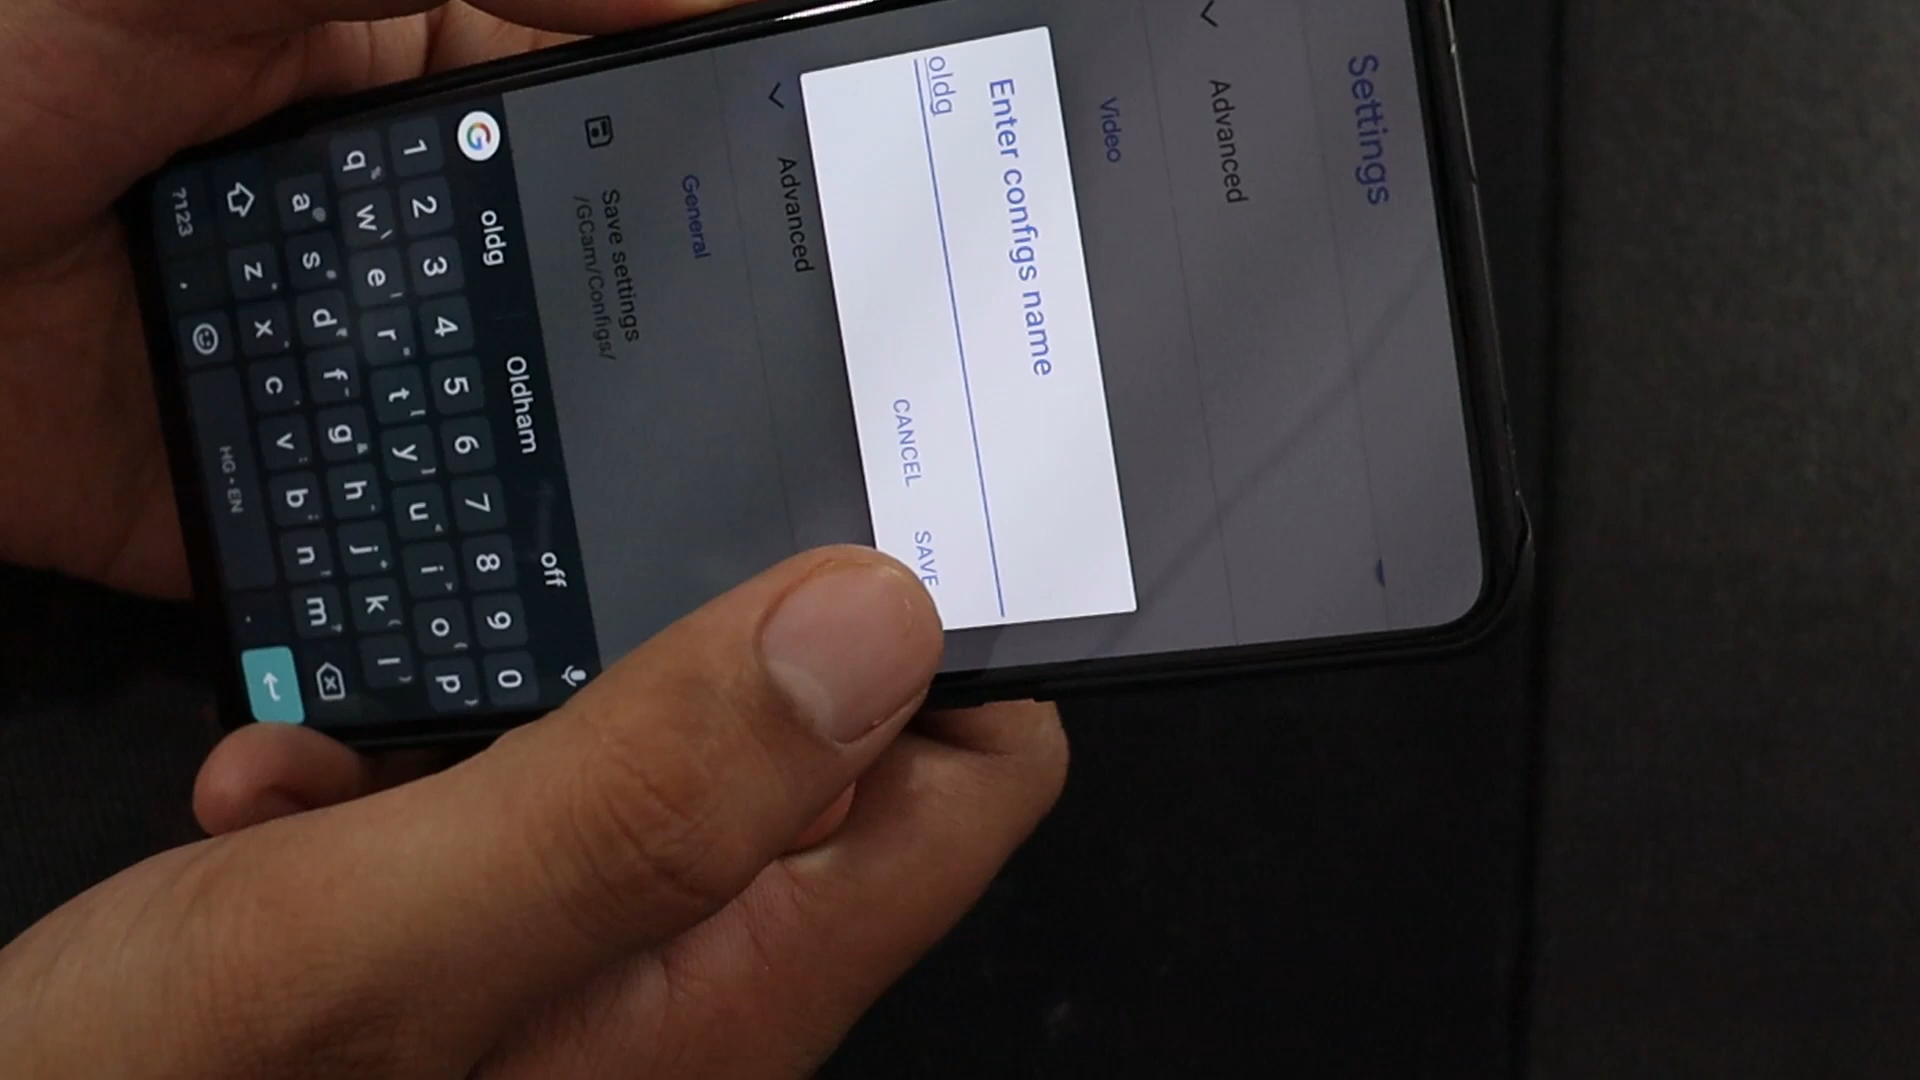 Settings
Advanced
Video
Enter configs name
oldg
CANCEL SAVE
Advanced
General
Save settings
/GCam/Configs/
G oldg Oldham off
1 2 3 4 5 6 7 8 9 0
q w e r t y u i o p
a s d f g h j k l
z x c v b n m
?123 , HG • EN .